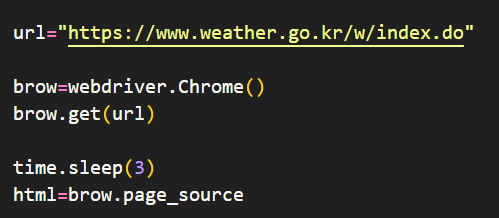 url="https://www.weather.go.kr/w/index.do"
brow=webdriver.Chrome()
brow.get(url)
time.sleep(3)
html=brow.page_source